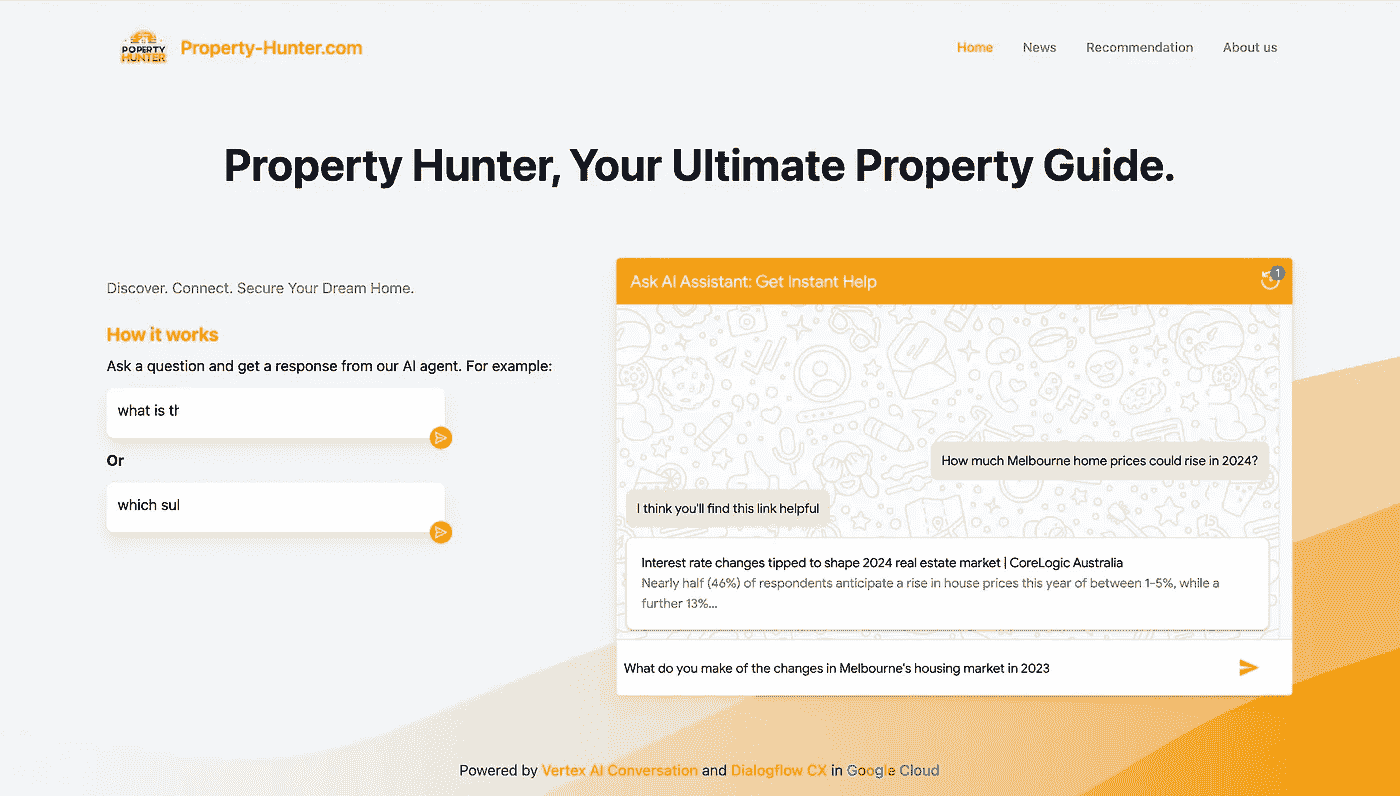 POPERTY
HUNTER
Property-Hunter.com
Home
News
Recommendation
About us
Property Hunter, Your Ultimate Property Guide.
Discover. Connect. Secure Your Dream Home.
How it works
Ask a question and get a response from our AI agent. For example:
what is th
Or
which sul
Ask AI Assistant: Get Instant Help
1
BFF
How much Melbourne home prices could rise in 2024?
I think you'll find this link helpful
Interest rate changes tipped to shape 2024 real estate market | CoreLogic Australia
Nearly half (46%) of respondents anticipate a rise in house prices this year of between 1-5%, while a
further 13%...
What do you make of the changes in Melbourne's housing market in 2023
Powered by Vertex AI Conversation and Dialogflow CX in Google Cloud